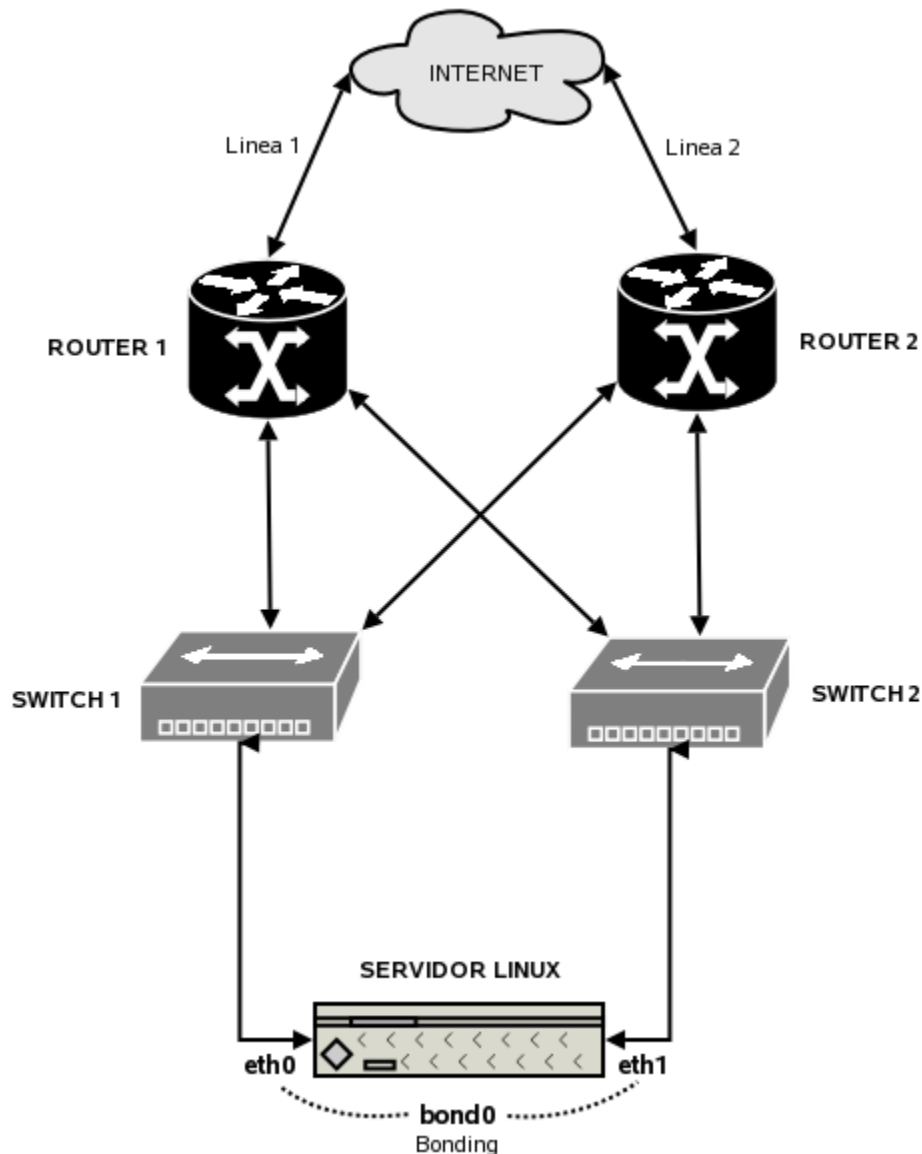 INTERNET
Linea 1
Linea 2
ROUTER 1
ROUTER 2
SWITCH 1
SWITCH 2
SERVIDOR LINUX
eth0
eth1
bond0
Bonding